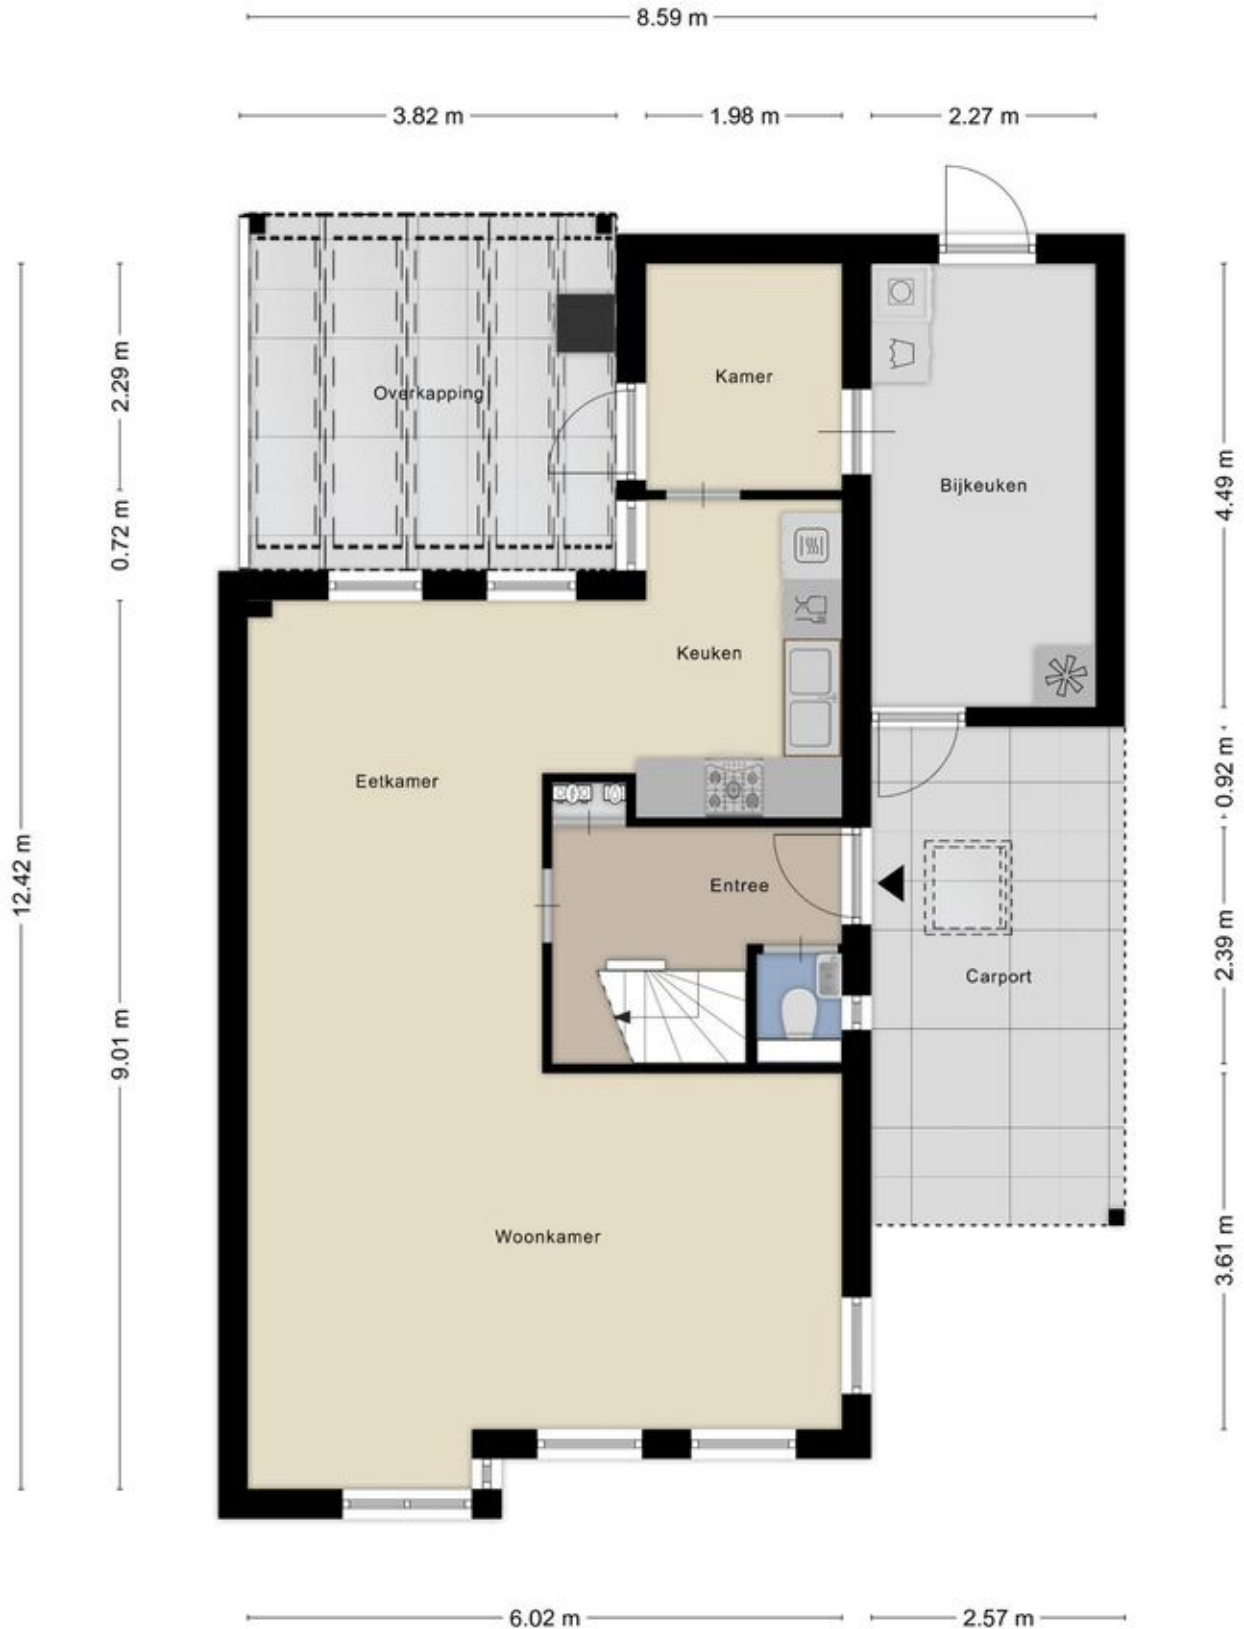 8.59 m
3.82 m
1.98 m
2.27 m
2.29 m
0.72 m
9.01 m
12.42 m
Overkapping
Kamer
Bijkeuken
Keuken
Eetkamer
Entree
Carport
Woonkamer
4.49 m
0.92 m
2.39 m
3.61 m
6.02 m
2.57 m